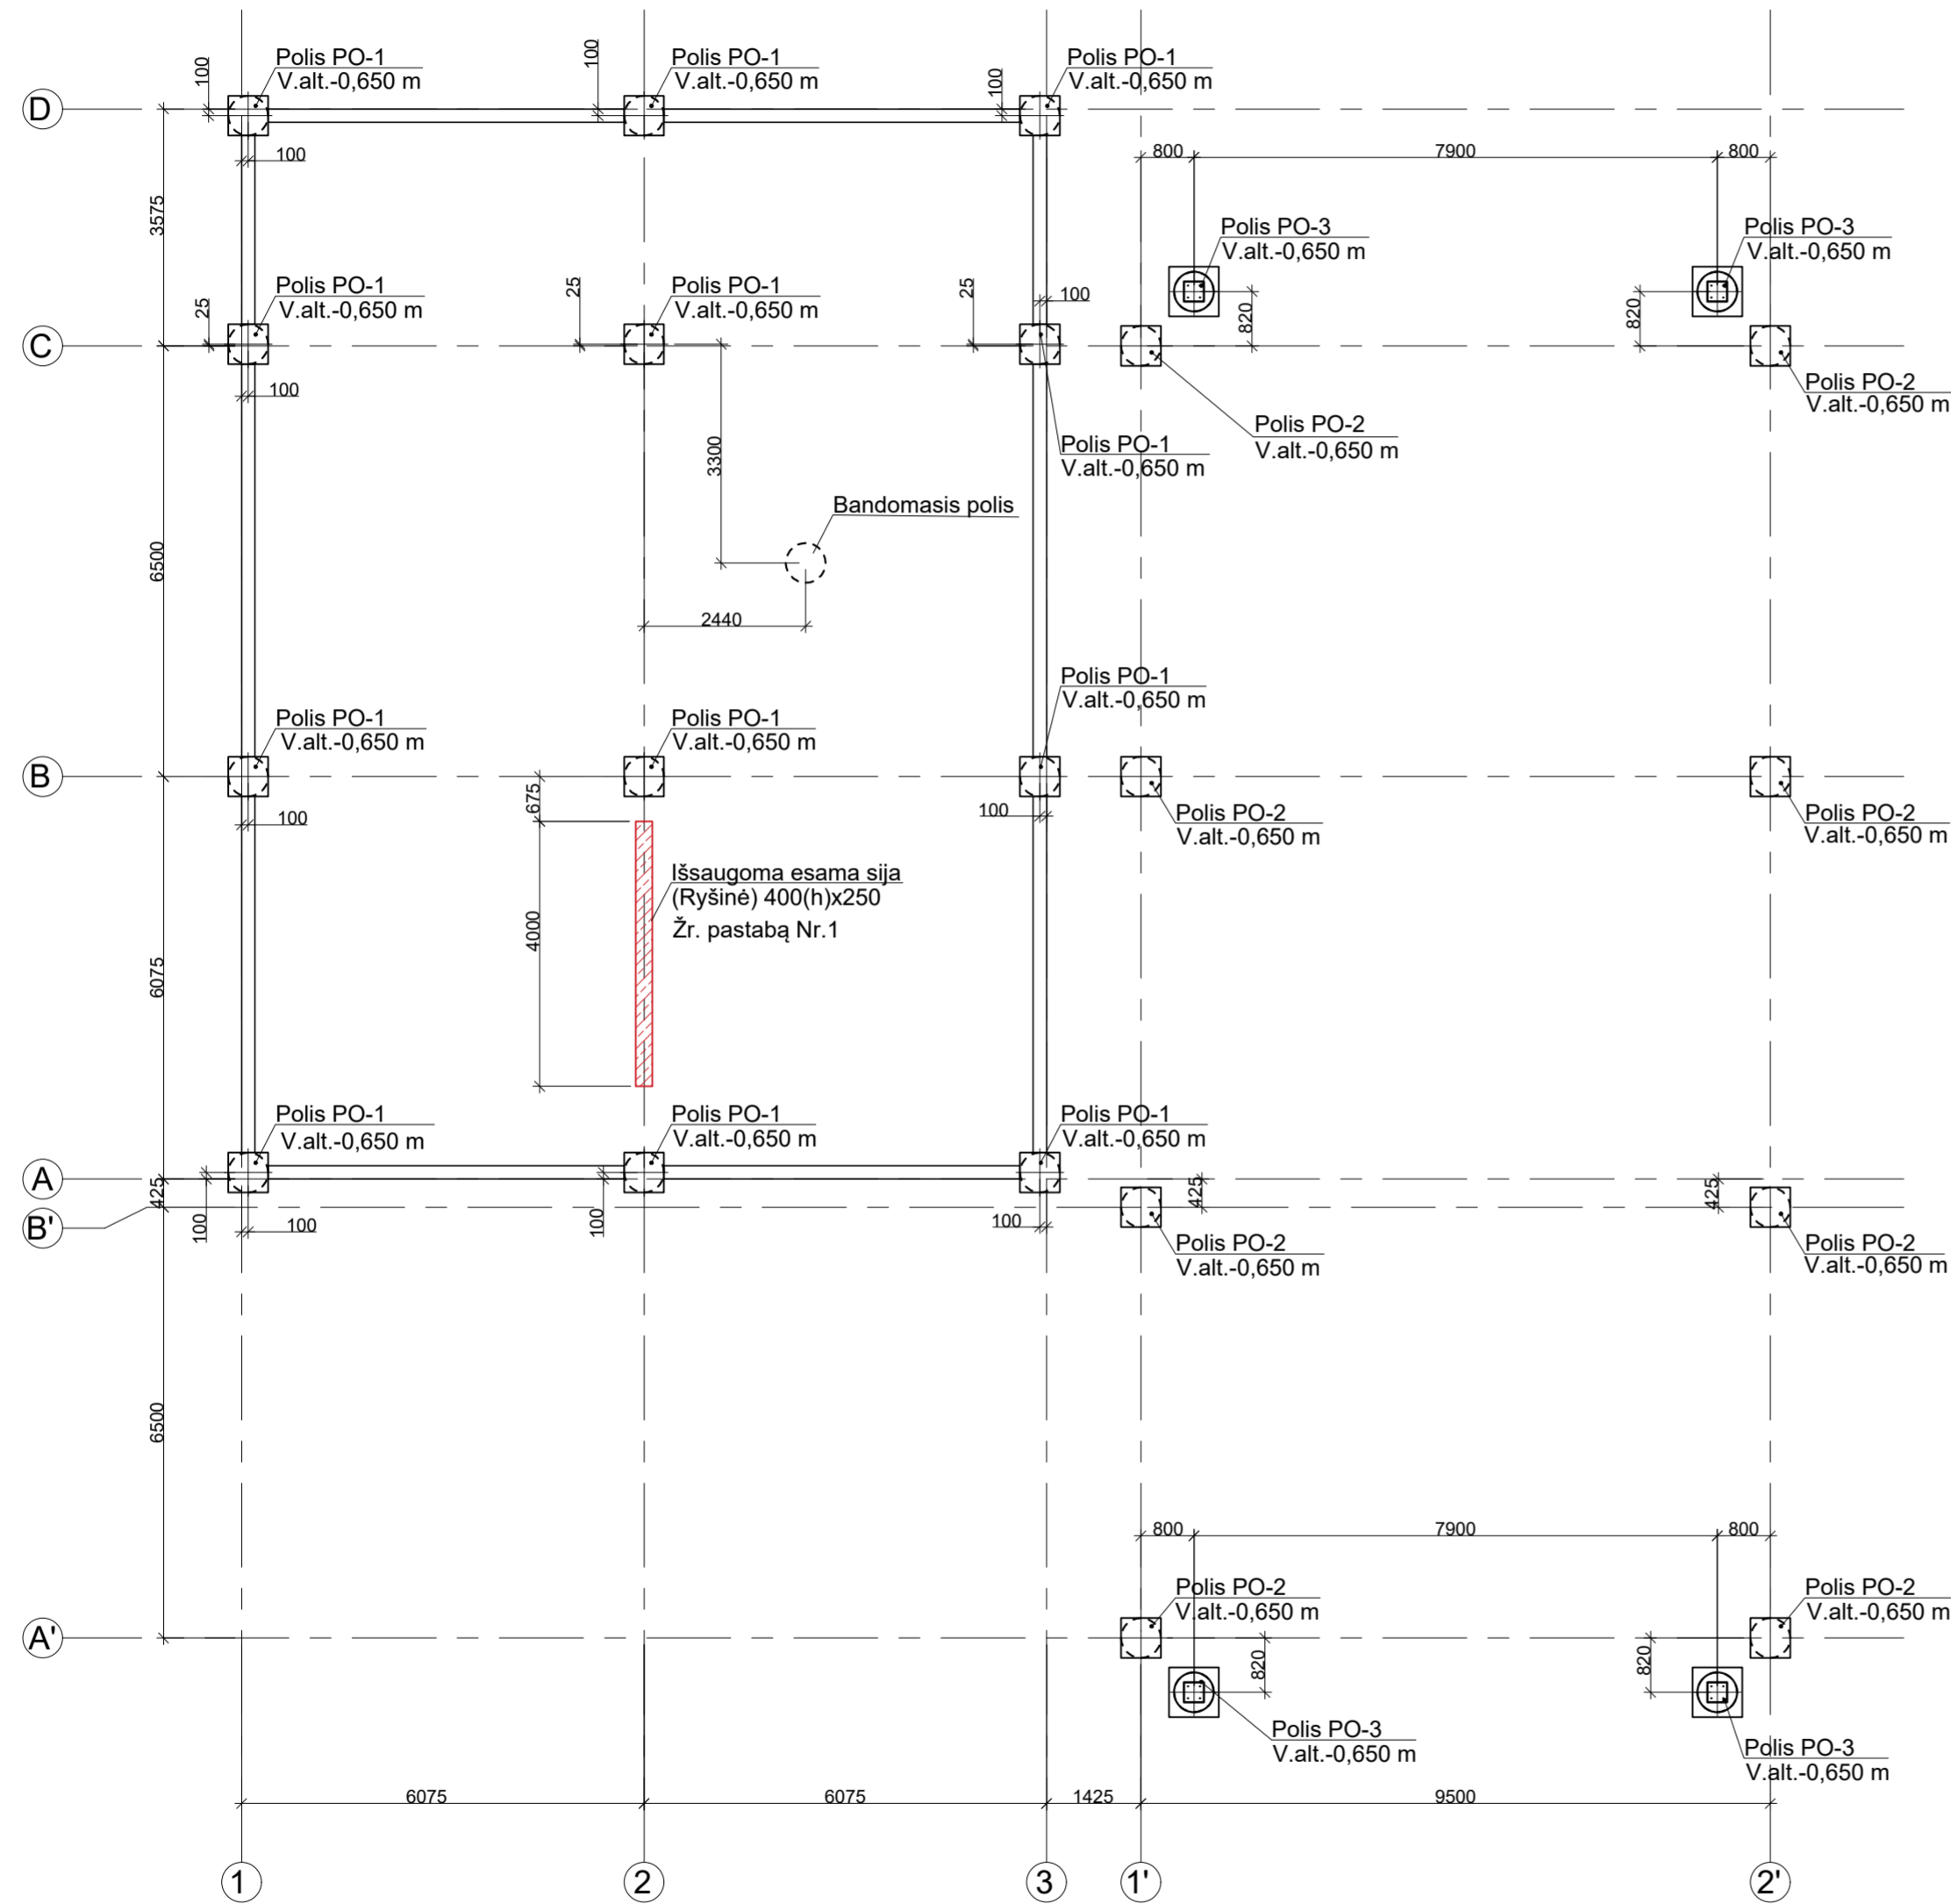 100
Polis PO-1
V.alt.-0,650 m
100
Polis PO-1
V.alt.-0,650 m
100
Polis PO-1
V.alt.-0,650 m
D
100
800
7900
800
3575
Polis PO-3
V.alt.-0,650 m
Polis PO-3
V.alt.-0,650 m
25
Polis PO-1
V.alt.-0,650 m
25
Polis PO-1
V.alt.-0,650 m
25
100
820
820
C
100
Polis PO-2
V.alt.-0,650 m
Polis PO-2
V.alt.-0,650 m
Polis PO-1
V.alt.-0,650 m
3300
Bandomasis polis
6500
2440
Polis PO-1
V.alt.-0,650 m
Polis PO-1
V.alt.-0,650 m
Polis PO-1
V.alt.-0,650 m
B
675
100
100
Polis PO-2
V.alt.-0,650 m
Polis PO-2
V.alt.-0,650 m
Išsaugoma esama sija
(Ryšinė) 400(h)x250
Žr. pastabą Nr.1
4000
6075
Polis PO-1
V.alt.-0,650 m
Polis PO-1
V.alt.-0,650 m
Polis PO-1
V.alt.-0,650 m
A
425
425
425
B'
100
100
100
100
Polis PO-2
V.alt.-0,650 m
Polis PO-2
V.alt.-0,650 m
6500
800
7900
800
Polis PO-2
V.alt.-0,650 m
Polis PO-2
V.alt.-0,650 m
A'
820
820
Polis PO-3
V.alt.-0,650 m
Polis PO-3
V.alt.-0,650 m
6075
6075
1425
9500
1
2
3
1'
2'